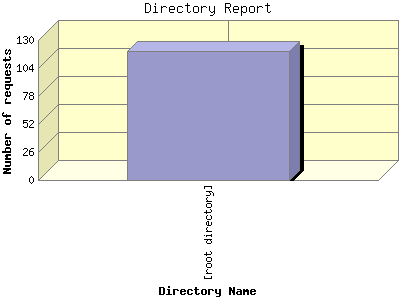 Directory Report
Number of requests
130
104
78
52
26
0
[root directory]
Directory Name